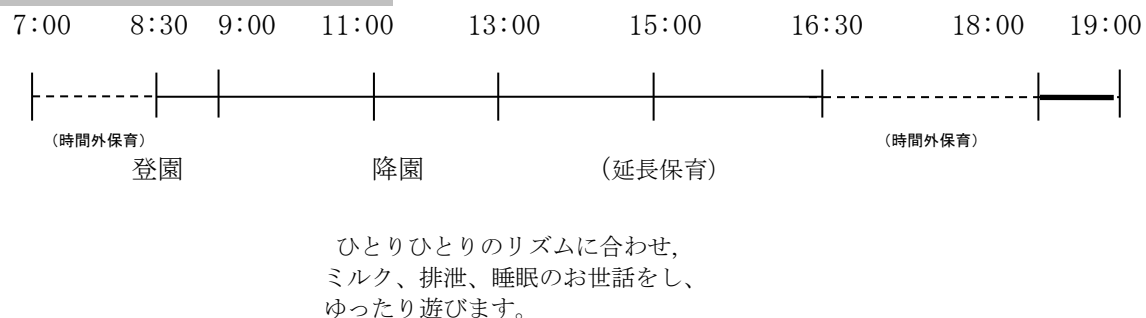 7:00 8:30 9:00 11:00 13:00 15:00 16:30 18:00 19:00
(時間外保育) (時間外保育)
登園 降園 (延長保育)
ひとりひとりのリズムに合わせ,
ミルク、排泄、睡眠のお世話をし、
ゆったり遊びます。